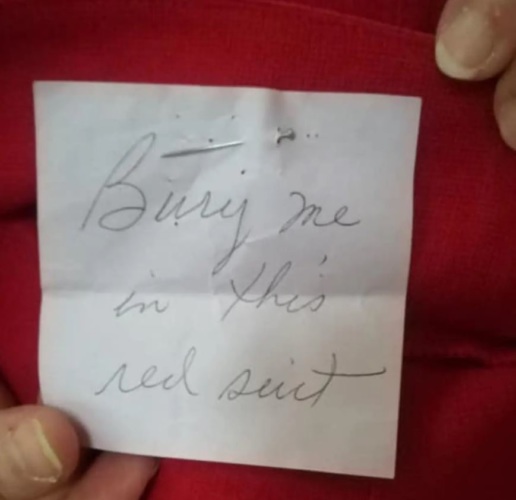 Bury me
in this
red suit